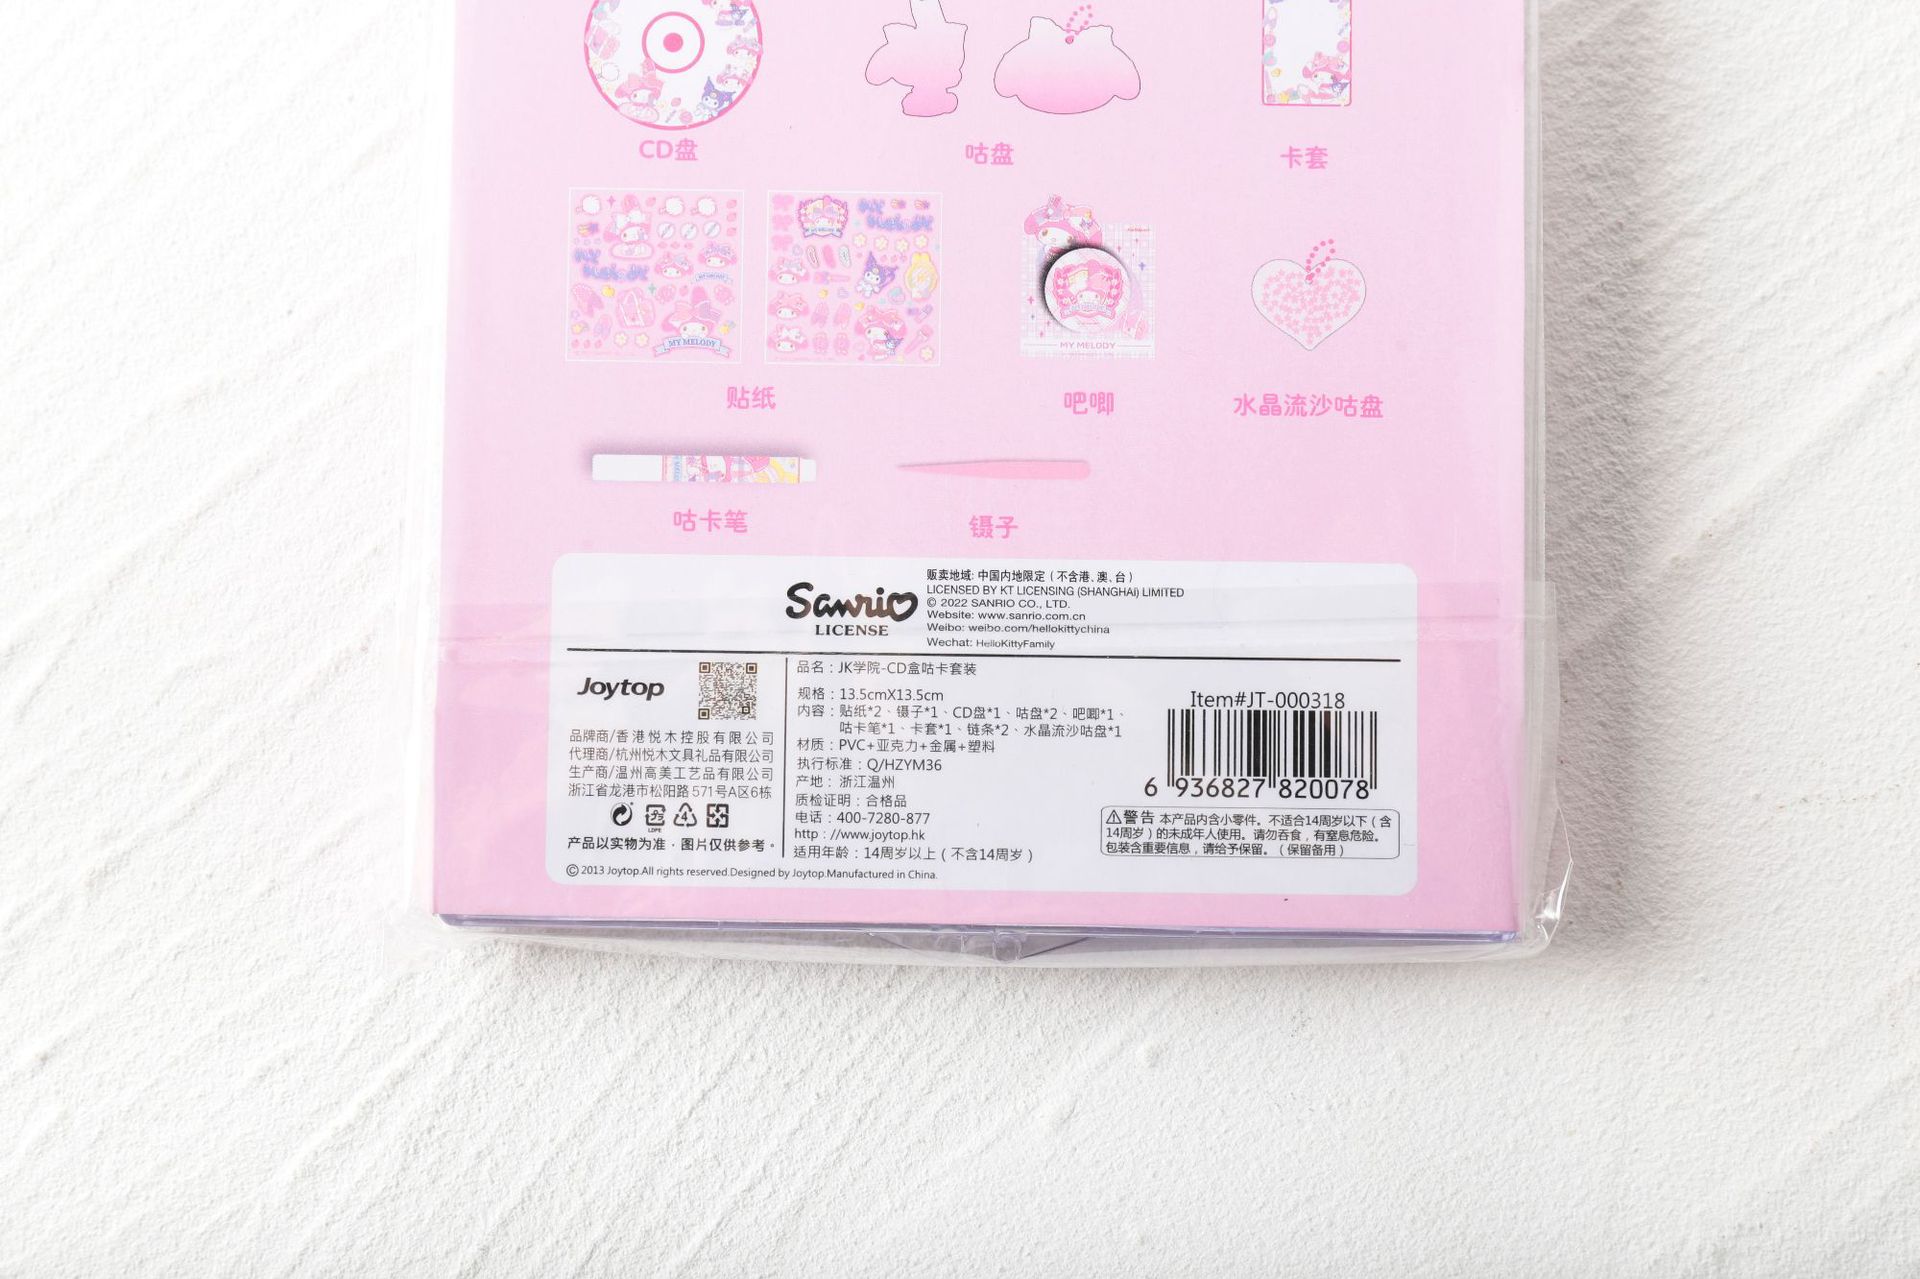 CD盘
咕盘
卡套
MY MELODY
MY MELODY
贴纸
吧唧
水晶流沙咕盘
咕卡笔
镊子
Sanrio
LICENSE
贩卖地域: 中国内地限定 ( 不含港、澳、台 )
LICENSED BY KT LICENSING (SHANGHAI) LIMITED
© 2022 SANRIO CO., LTD.
Website: www.sanrio.com.cn
Weibo: weibo.com/hellokittychina
Wechat: HelloKittyFamily
Joytop
品牌商/香港悦木控股有限公司
代理商/杭州悦木文具礼品有限公司
生产商/温州高美工艺品有限公司
浙江省龙港市松阳路571号A区6栋
LDPE
4
产品以实物为准，图片仅供参考。
©2013 Joytop.All rights reserved.Designed by Joytop.Manufactured in China.
品名：JK学院-CD盒咕卡套装
规格：13.5cmX13.5cm
内容：贴纸*2、镊子*1、CD盘*1、咕盘*2、吧唧*1、
咕卡笔*1、卡套*1、链条*2、水晶流沙咕盘*1
材质：PVC+亚克力+金属+塑料
执行标准：Q/HZYM36
产地：浙江温州
质检证明：合格品
电话：400-7280-877
http：//www.joytop.hk
适用年龄：14周岁以上（不含14周岁）
Item#JT-000318
6 936827 820078
警告 本产品内含小零件。不适合14周岁以下（含
14周岁）的未成年人使用。请勿吞食，有窒息危险。
包装含重要信息，请给予保留。（保留备用）